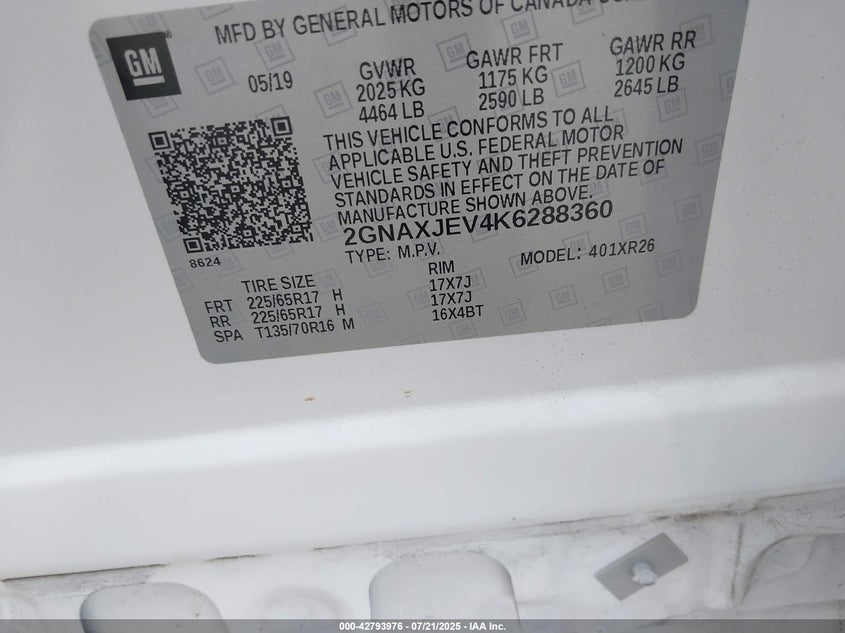 MFD BY GENERAL MOTORS OF CANADA
GM
05/19
GVWR GAWR FRT GAWR RR
2025 KG 1175 KG 1200 KG
4464 LB 2590 LB 2645 LB
THIS VEHICLE CONFORMS TO ALL
APPLICABLE U.S. FEDERAL MOTOR
VEHICLE SAFETY AND THEFT PREVENTION
STANDARDS IN EFFECT ON THE DATE OF
MANUFACTURE SHOWN ABOVE.
2GNAXJEV4K6288360
8624
TYPE: M.P.V. MODEL: 401XR26
TIRE SIZE RIM
FRT 225/65R17 H 17X7J
RR 225/65R17 H 17X7J
SPA T135/70R16 M 16X4BT
000-42793976 - 07/21/2025 - IAA Inc.